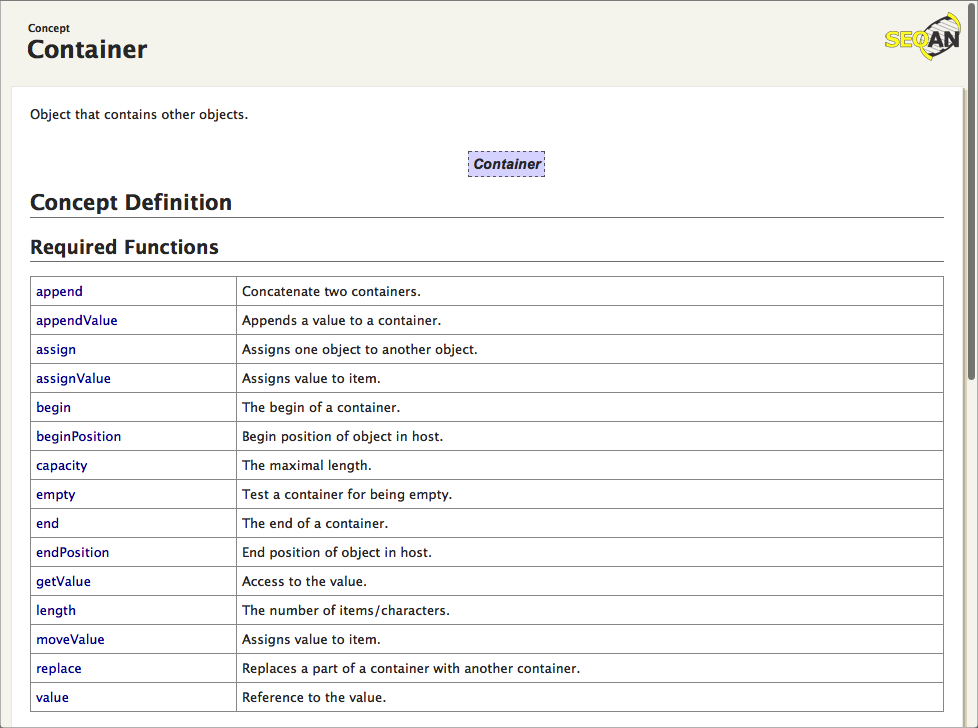 Concept
Container
SEQAN
Object that contains other objects.
Container
Concept Definition
Required Functions
append Concatenate two containers.
appendValue Appends a value to a container.
assign Assigns one object to another object.
assignValue Assigns value to item.
begin The begin of a container.
beginPosition Begin position of object in host.
capacity The maximal length.
empty Test a container for being empty.
end The end of a container.
endPosition End position of object in host.
getValue Access to the value.
length The number of items/characters.
moveValue Assigns value to item.
replace Replaces a part of a container with another container.
value Reference to the value.